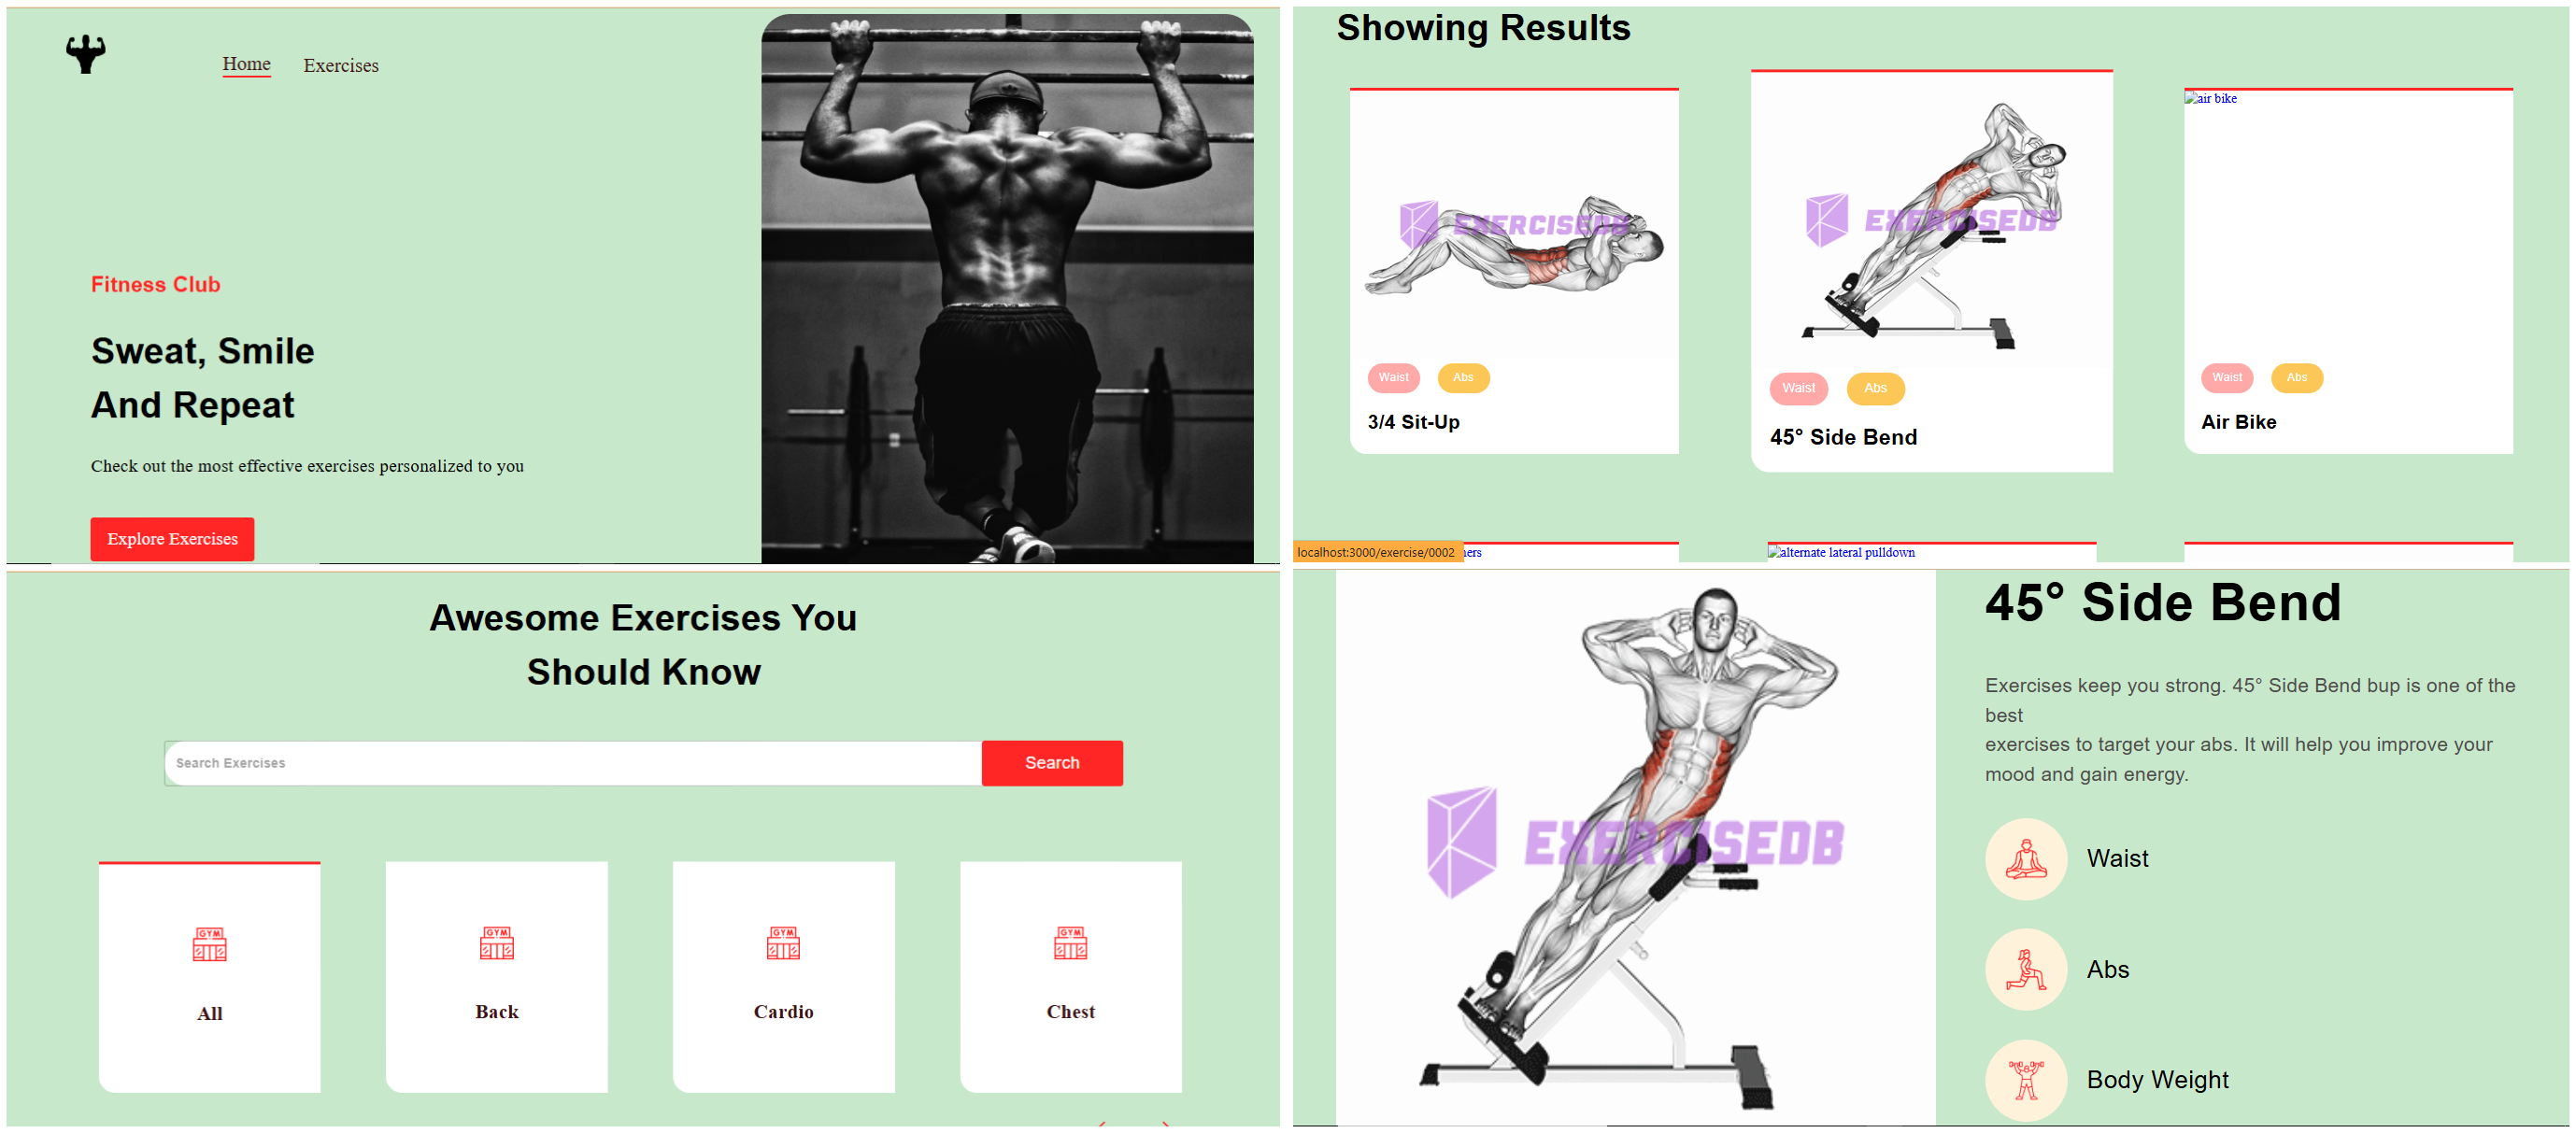 Home
Exercises
Fitness Club
Sweat, Smile
And Repeat
Check out the most effective exercises personalized to you
Explore Exercises
Showing Results
EXERCISEDB
Waist
Abs
3/4 Sit-Up
EXERCISEDB
Waist
Abs
45° Side Bend
air bike
Waist
Abs
Air Bike
localhost:3000/exercise/0002
alternate lateral pulldown
Awesome Exercises You
Should Know
Search Exercises
Search
GYM
All
GYM
Back
GYM
Cardio
GYM
Chest
EXERCISEDB
45° Side Bend
Exercises keep you strong. 45° Side Bend bup is one of the
best
exercises to target your abs. It will help you improve your
mood and gain energy.
Waist
Abs
Body Weight